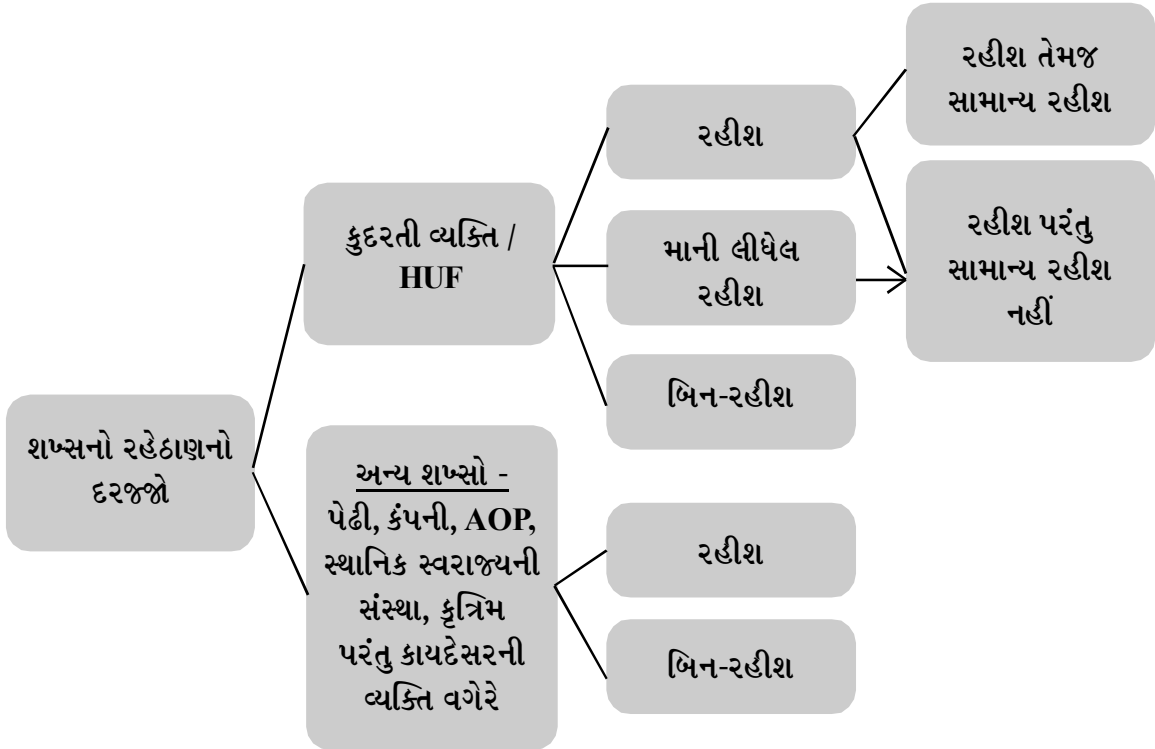 શખ્સનો રહેઠાણનો
દરજ્જો
કુદરતી વ્યક્તિ /
HUF
રહીશ
રહીશ તેમજ
સામાન્ય રહીશ
રહીશ પરંતુ
સામાન્ય રહીશ
નહીં
માની લીધેલ
રહીશ
બિન-રહીશ
અન્ય શખ્સો -
પેઢી, કંપની, AOP,
સ્થાનિક સ્વરાજ્યની
સંસ્થા, કૃત્રિમ
પરંતુ કાયદેસરની
વ્યક્તિ વગેરે
રહીશ
બિન-રહીશ